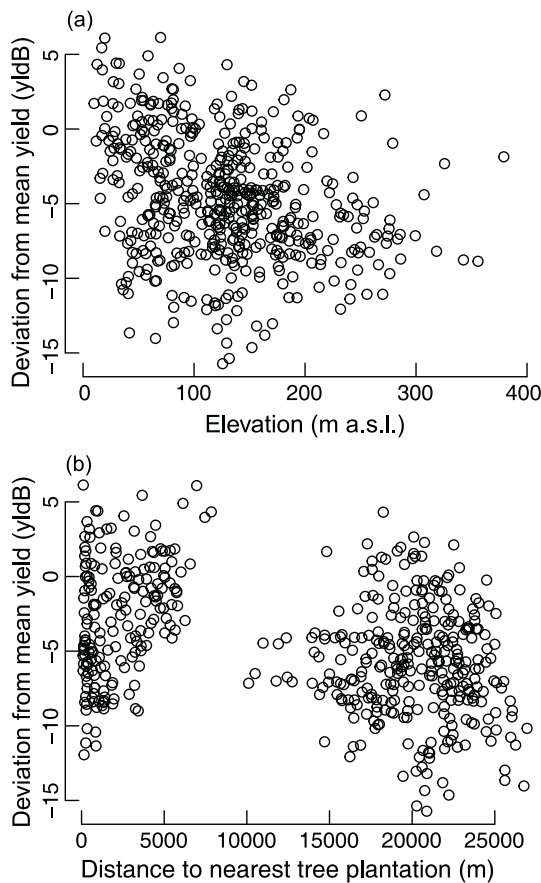 (a)
Deviation from mean yield (yldB)
5
0
−5
−10
−15
0 100 200 300 400
Elevation (m a.s.l.)
(b)
Deviation from mean yield (yldB)
5
0
−5
−10
−15
0 5000 10000 15000 20000 25000
Distance to nearest tree plantation (m)